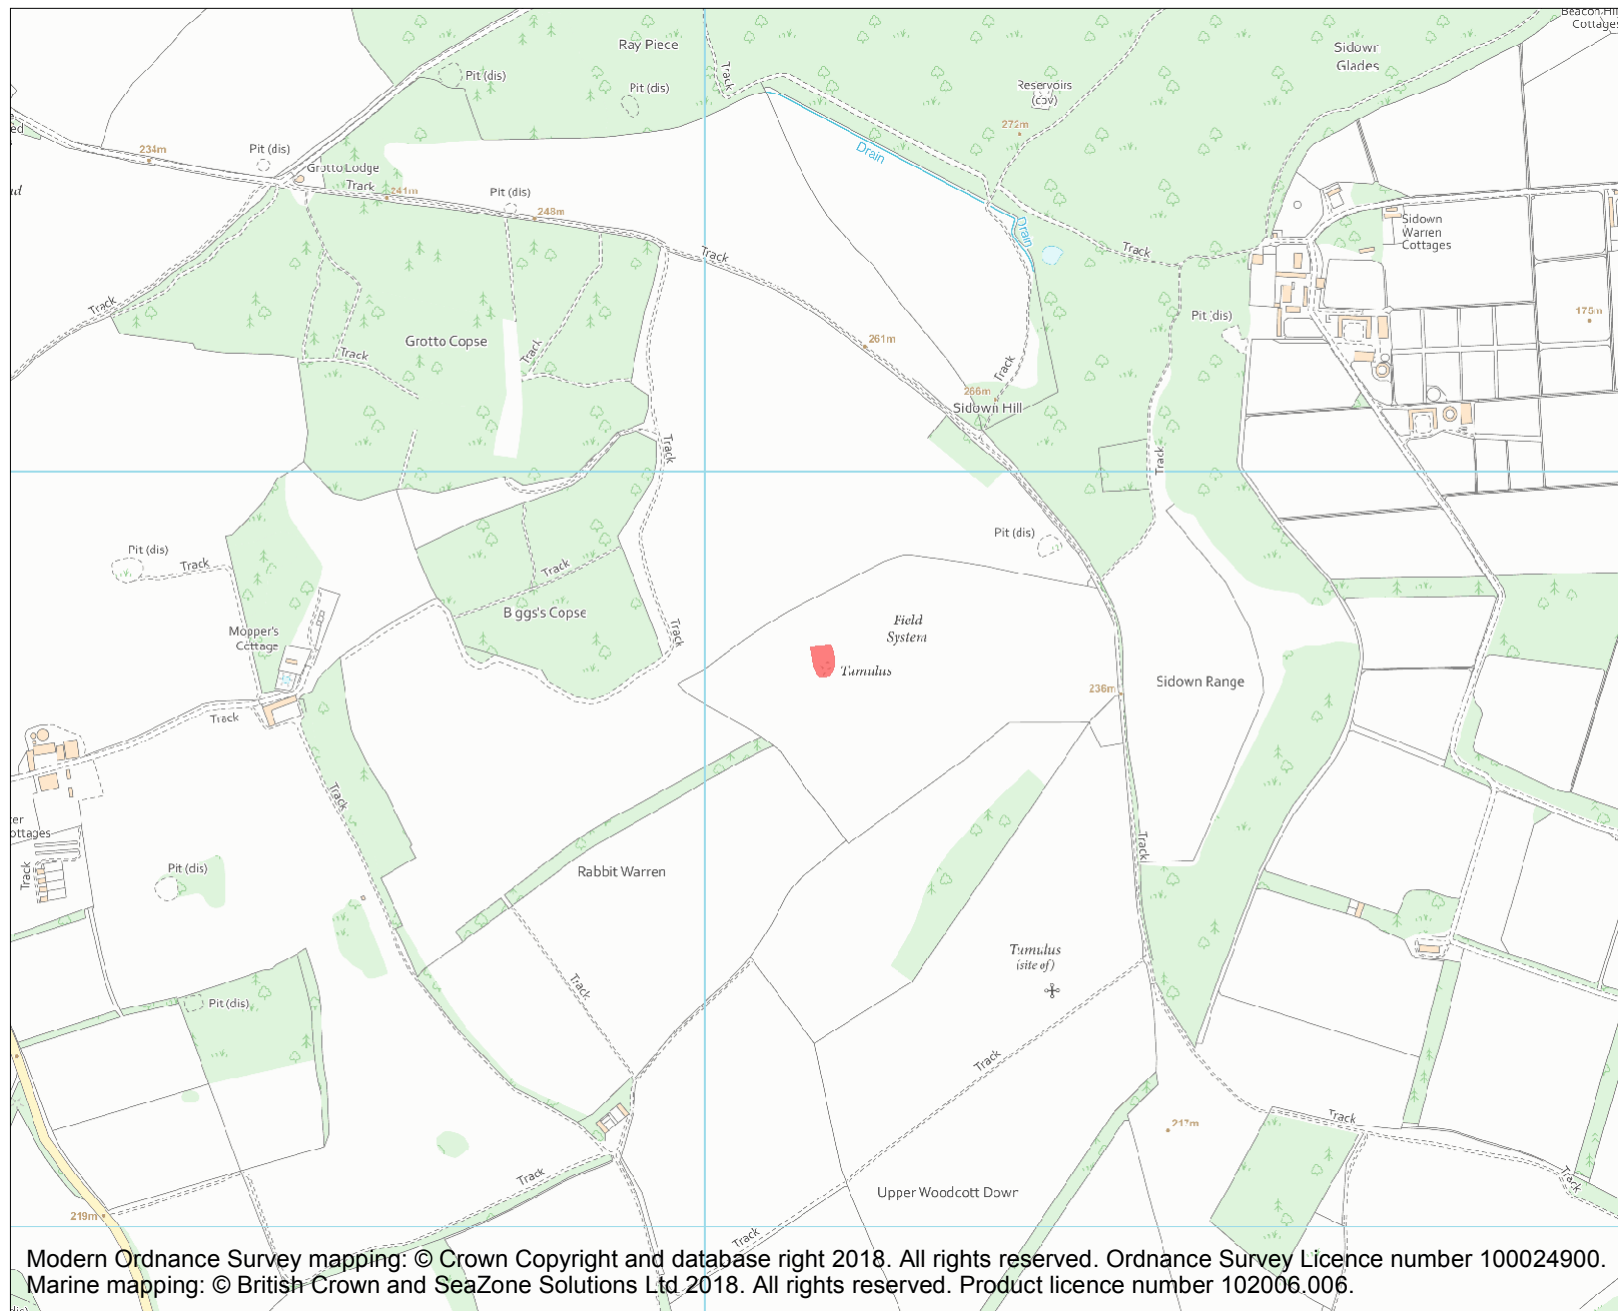 Beacon Hill
Cottages
Ray Piece
Sidown
Glades
Pit (dis)
Track
Pit (dis)
Reservoirs
(cov)
272m
ed
234m
Pit (dis)
Drain
Grotto Lodge
Track
241m
Pit (dis)
248m
Sidown
Warren
Cottages
Drain
Track
Track
Track
Pit (dis)
175m
Grotto Copse
261m
Track
Track
Track
266m
Sidown Hill
Track
Track
Pit (dis)
Pit (dis)
Track
Track
Biggs's Copse
Field
System
Mopper's
Cottage
Track
Tumulus
236m
Sidown Range
Track
Track
ottages
Track
Track
Pit (dis)
Rabbit Warren
Tumulus
(site of)
Track
Pit (dis)
Track
Track
217m
Track
Track
Upper Woodcott Down
219m
Track
Modern Ordnance Survey mapping: © Crown Copyright and database right 2018. All rights reserved. Ordnance Survey Licence number 100024900.
Marine mapping: © British Crown and SeaZone Solutions Ltd 2018. All rights reserved. Product licence number 102006.006.